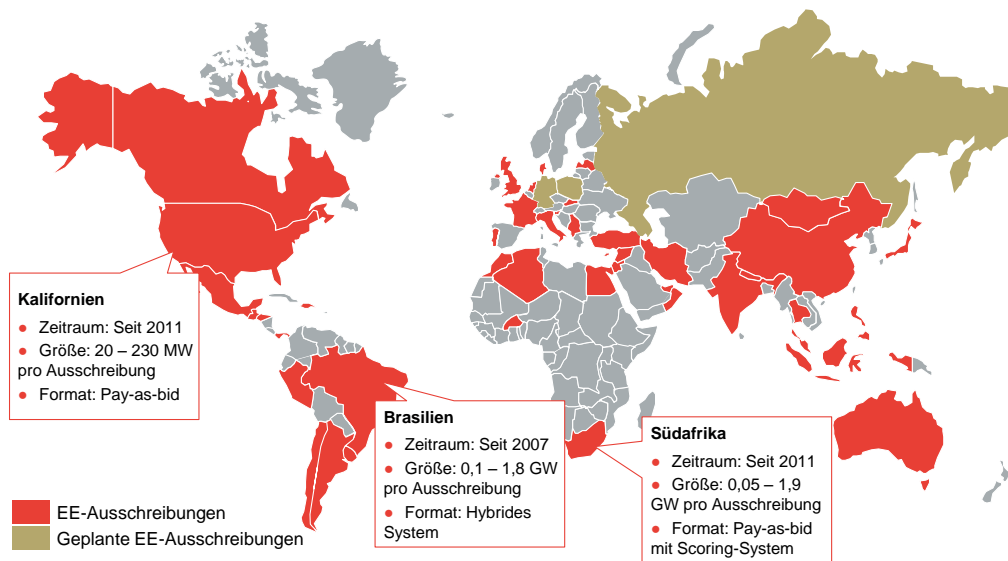 Kalifornien
● Zeitraum: Seit 2011
● Größe: 20 – 230 MW
pro Ausschreibung
● Format: Pay-as-bid
Brasilien
● Zeitraum: Seit 2007
● Größe: 0,1 – 1,8 GW
pro Ausschreibung
● Format: Hybrides
System
Südafrika
● Zeitraum: Seit 2011
● Größe: 0,05 – 1,9
GW pro Ausschreibung
● Format: Pay-as-bid
mit Scoring-System
EE-Ausschreibungen
Geplante EE-Ausschreibungen